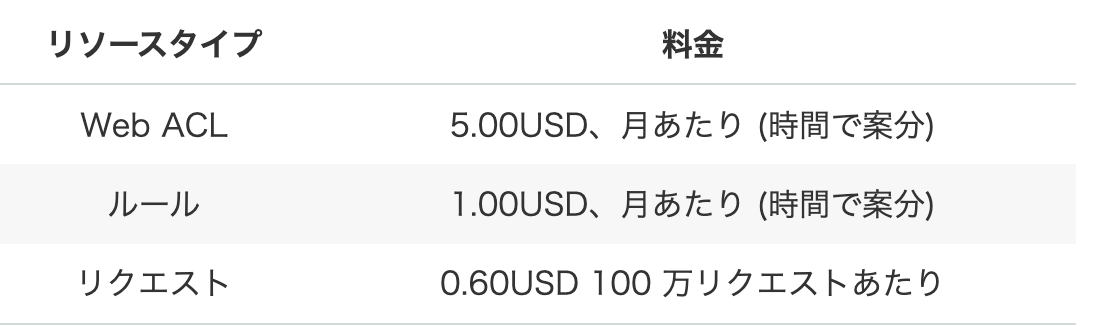 リソースタイプ 料金
Web ACL 5.00USD、月あたり (時間で案分)
ルール 1.00USD、月あたり (時間で案分)
リクエスト 0.60USD 100 万リクエストあたり